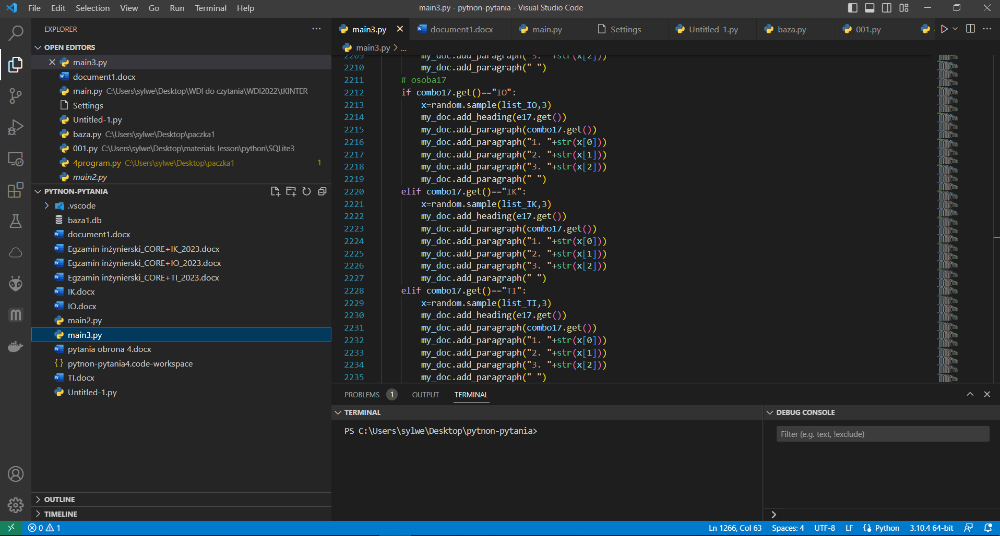 File Edit Selection View Go Run Terminal Help
main3.py - pytnon-pytania - Visual Studio Code
EXPLORER
OPEN EDITORS
main3.py
document1.docx
main.py C:\Users\sylwe\Desktop\WDI do czytania\WDI2022\tKINTER
Settings
Untitled-1.py
baza.py C:\Users\sylwe\Desktop\paczka1
001.py C:\Users\sylwe\Desktop\materials_lesson\python\SQLite3
4program.py C:\Users\sylwe\Desktop\paczka1 1
main2.py
PYTNON-PYTANIA
.vscode
baza1.db
document1.docx
Egzamin inżynierski_CORE+IK_2023.docx
Egzamin inżynierski_CORE+IO_2023.docx
Egzamin inżynierski_CORE+TI_2023.docx
IK.docx
IO.docx
main2.py
main3.py
pytania obrona 4.docx
pytnon-pytania4.code-workspace
TI.docx
Untitled-1.py
OUTLINE
TIMELINE
main3.py document1.docx main.py Settings Untitled-1.py baza.py 001.py
main3.py > ...
2209 my_doc.add_paragraph("3. "+str(x[2]))
2210 my_doc.add_paragraph(" ")
2211 # osoba17
2212 if combo17.get()=="IO":
2213 x=random.sample(list_IO,3)
2214 my_doc.add_heading(e17.get())
2215 my_doc.add_paragraph(combo17.get())
2216 my_doc.add_paragraph("1. "+str(x[0]))
2217 my_doc.add_paragraph("2. "+str(x[1]))
2218 my_doc.add_paragraph("3. "+str(x[2]))
2219 my_doc.add_paragraph(" ")
2220 elif combo17.get()=="IK":
2221 x=random.sample(list_IK,3)
2222 my_doc.add_heading(e17.get())
2223 my_doc.add_paragraph(combo17.get())
2224 my_doc.add_paragraph("1. "+str(x[0]))
2225 my_doc.add_paragraph("2. "+str(x[1]))
2226 my_doc.add_paragraph("3. "+str(x[2]))
2227 my_doc.add_paragraph(" ")
2228 elif combo17.get()=="TI":
2229 x=random.sample(list_TI,3)
2230 my_doc.add_heading(e17.get())
2231 my_doc.add_paragraph(combo17.get())
2232 my_doc.add_paragraph("1. "+str(x[0]))
2233 my_doc.add_paragraph("2. "+str(x[1]))
2234 my_doc.add_paragraph("3. "+str(x[2]))
2235 my_doc.add_paragraph(" ")
PROBLEMS 1 OUTPUT TERMINAL
TERMINAL
PS C:\Users\sylwe\Desktop\pytnon-pytania>
DEBUG CONSOLE
Filter (e.g. text, !exclude)
0 1
Ln 1266, Col 63 Spaces: 4 UTF-8 LF Python 3.10.4 64-bit